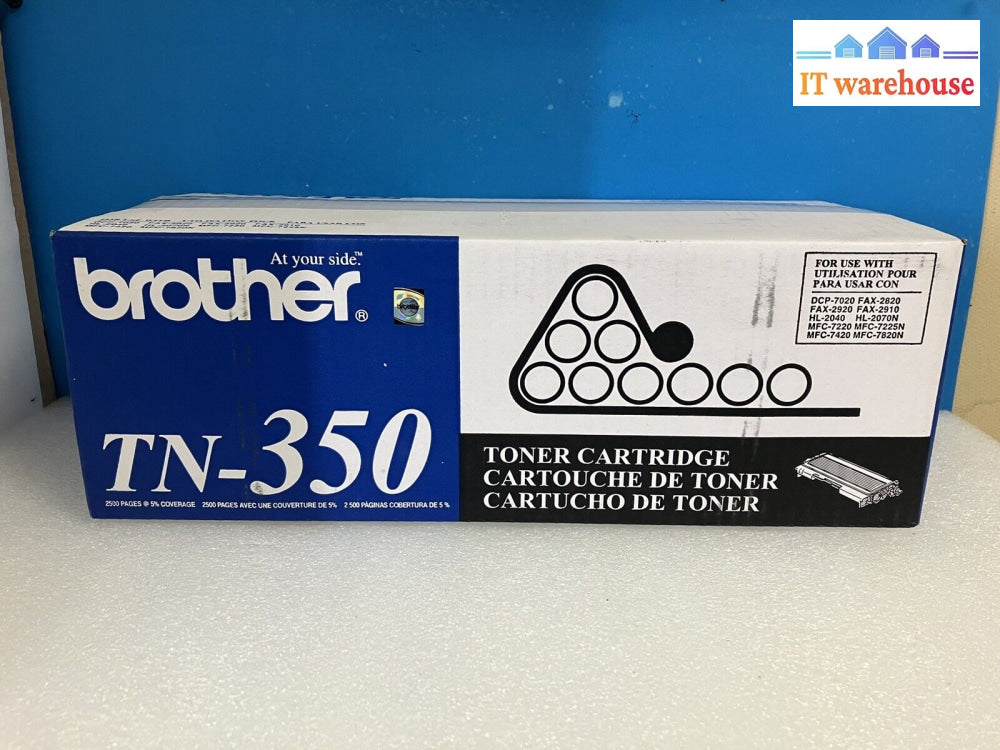 IT warehouse
At your side.™
brother®
brother
TN-350
2500 PAGES @ 5% COVERAGE 2500 PAGES AVEC UNE COUVERTURE DE 5% 2 500 PÁGINAS COBERTURA DE 5 %
FOR USE WITH
UTILISATION POUR
PARA USAR CON
DCP-7020 FAX-2820
FAX-2920 FAX-2910
HL-2040 HL-2070N
MFC-7220 MFC-7225N
MFC-7420 MFC-7820N
TONER CARTRIDGE
CARTOUCHE DE TONER
CARTUCHO DE TONER